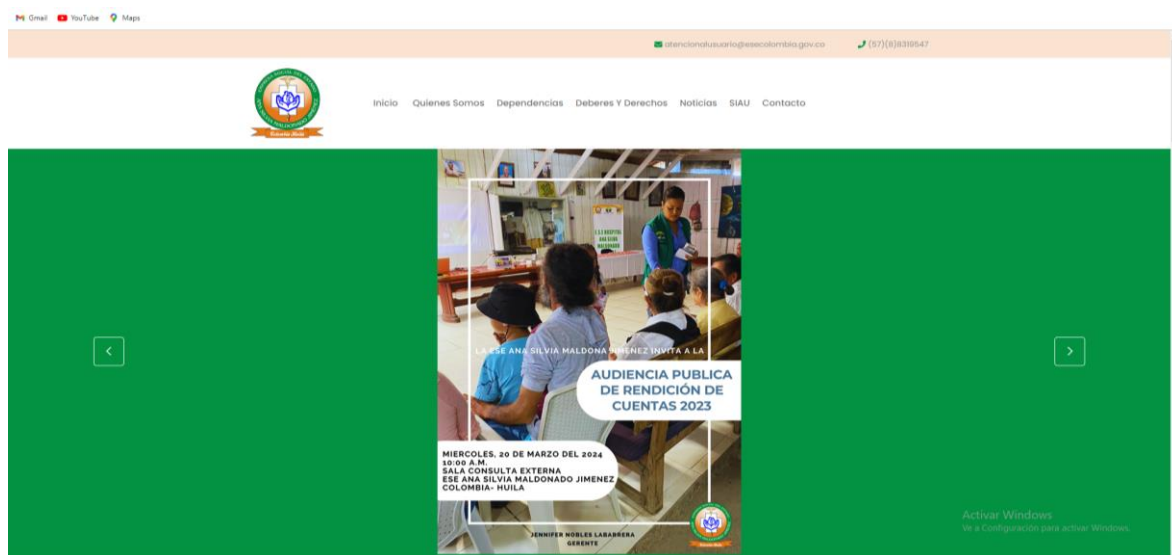 Gmail YouTube Maps
atencionalusuario@esecolombia.gov.co (57)(8)8319547
Inicio Quienes Somos Dependencias Deberes Y Derechos Noticias SIAU Contacto
LA ESE ANA SILVIA MALDONA JIMENEZ INVITA A LA
AUDIENCIA PUBLICA
DE RENDICIÓN DE
CUENTAS 2023
MIERCOLES, 20 DE MARZO DEL 2024
10:00 A.M.
SALA CONSULTA EXTERNA
ESE ANA SILVIA MALDONADO JIMENEZ
COLOMBIA- HUILA
JENNIFER NOBLES LABABRERA
GERENTE
Activar Windows
Ve a Configuración para activar Windows.